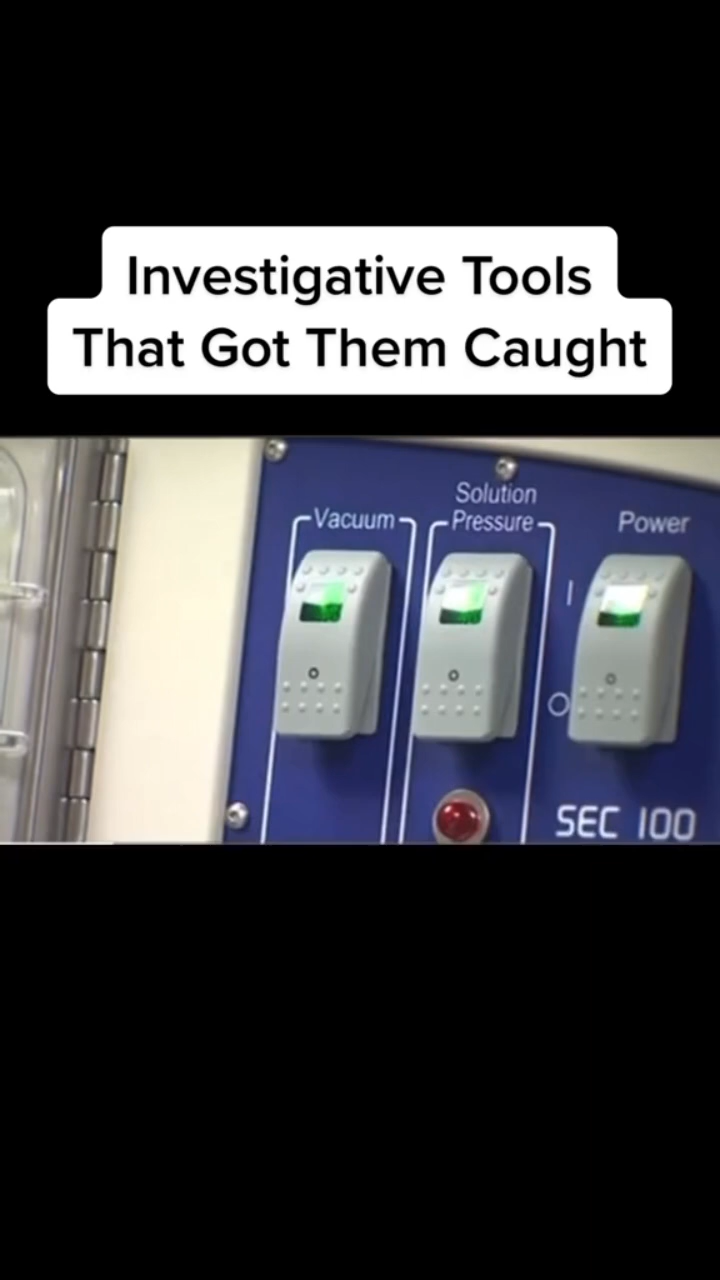 Investigative Tools
That Got Them Caught
Vacuum
Solution
Pressure
Power
SEC 100